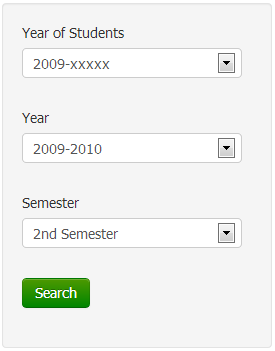 Year of Students
2009-xxxxx
Year
2009-2010
Semester
2nd Semester
Search